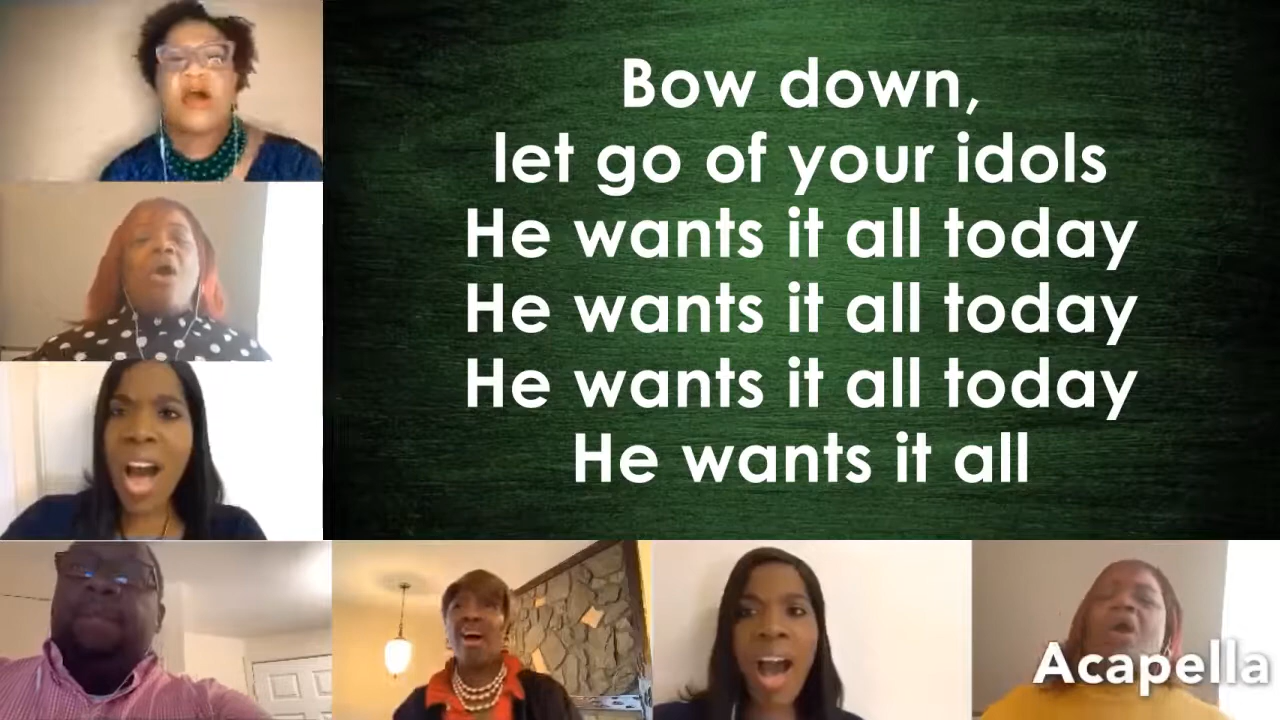 Bow down,
let go of your idols
He wants it all today
He wants it all today
He wants it all today
He wants it all
Acapella